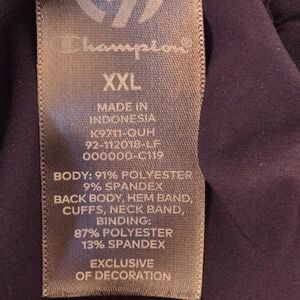 Champion
XXL
MADE IN
INDONESIA
K9711-QUH
92-112018-LF
000000-C119
BODY: 91% POLYESTER
9% SPANDEX
BACK BODY, HEM BAND,
CUFFS, NECK BAND,
BINDING:
87% POLYESTER
13% SPANDEX
EXCLUSIVE
OF DECORATION